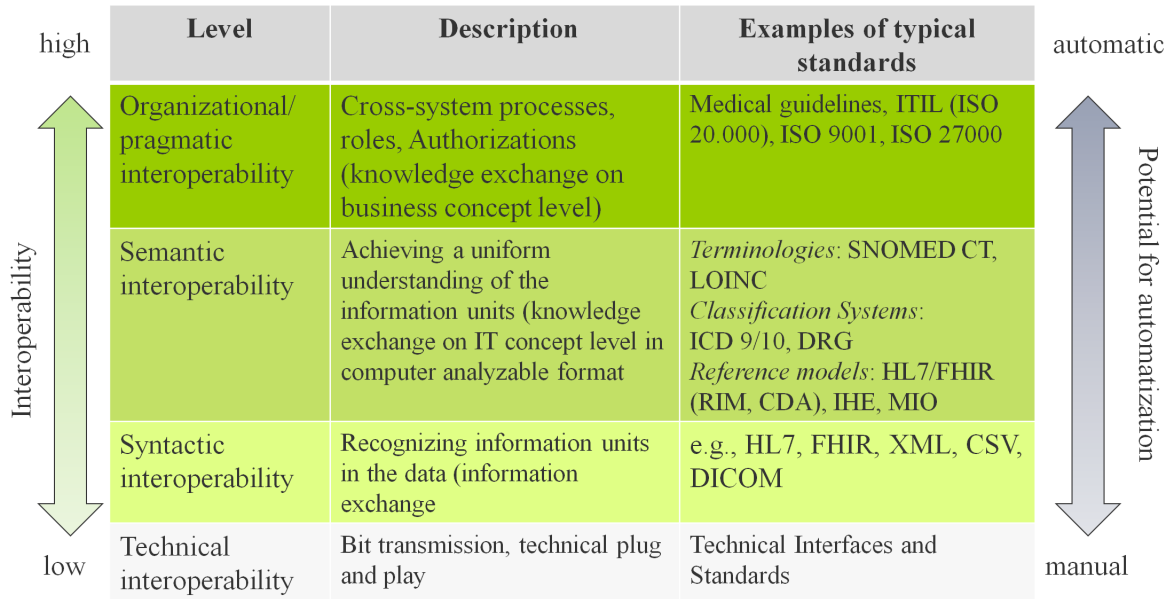 high
Level
Description
Examples of typical
standards
automatic
Organizational/
pragmatic
interoperability
Cross-system processes,
roles, Authorizations
(knowledge exchange on
business concept level)
Medical guidelines, ITIL (ISO
20.000), ISO 9001, ISO 27000
Interoperability
Potential for automatization
Semantic
interoperability
Achieving a uniform
understanding of the
information units (knowledge
exchange on IT concept level in
computer analyzable format
Terminologies: SNOMED CT,
LOINC
Classification Systems:
ICD 9/10, DRG
Reference models: HL7/FHIR
(RIM, CDA), IHE, MIO
Syntactic
interoperability
Recognizing information units
in the data (information
exchange
e.g., HL7, FHIR, XML, CSV,
DICOM
low
Technical
interoperability
Bit transmission, technical plug
and play
Technical Interfaces and
Standards
manual